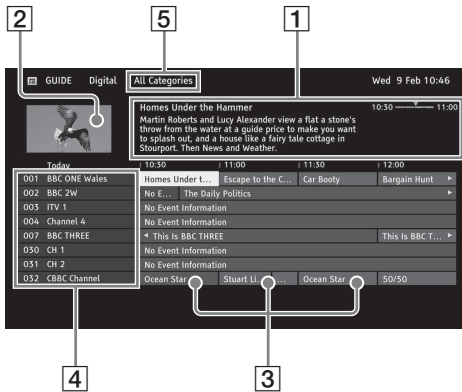 2
5
1
GUIDE Digital All Categories Wed 9 Feb 10:46
Homes Under the Hammer 10:30 11:00
Martin Roberts and Lucy Alexander view a flat a stone's
throw from the water at a guide price to make you want
to splash out, and a house like a fairy tale cottage in
Stourport. Then News and Weather.
Today 10:30 11:00 11:30 12:00
001 BBC ONE Wales Homes Under t... Escape to the C... Car Booty Bargain Hunt
002 BBC 2W No E... The Daily Politics
003 ITV 1 No Event Information
004 Channel 4 No Event Information
007 BBC THREE This Is BBC THREE This Is BBC T...
030 CH 1 No Event Information
031 CH 2 No Event Information
032 CBBC Channel Ocean Star Stuart Li... ... Ocean Star 50/50
4
3